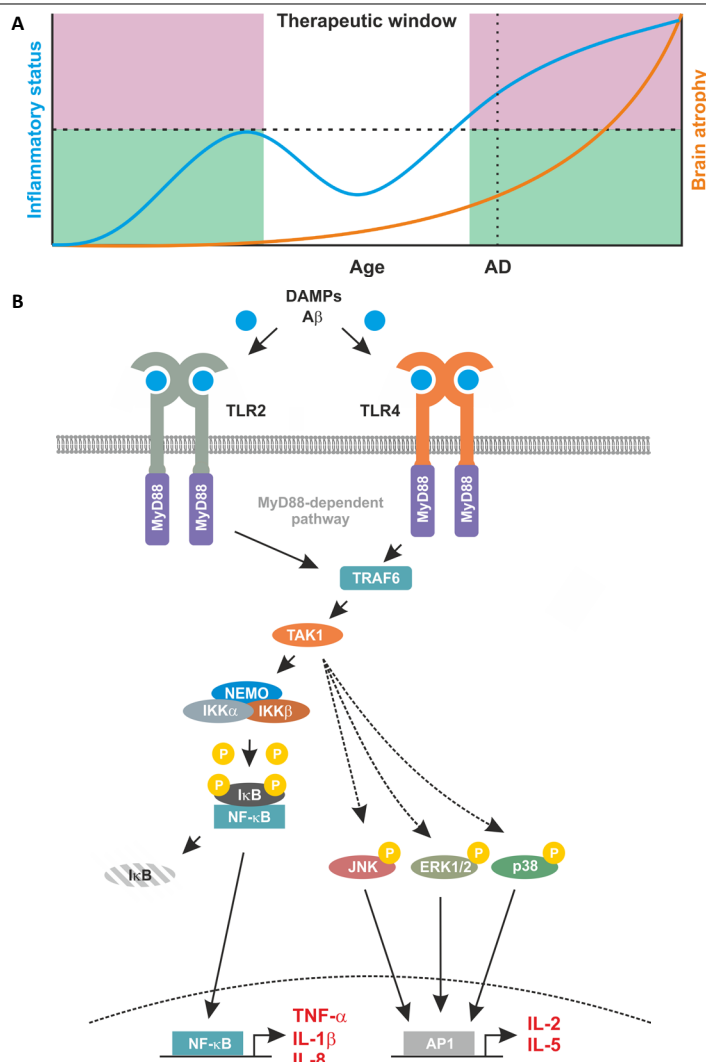 A
Therapeutic window
Inflammatory status
Brain atrophy
Age
AD
B
DAMPs
Aβ
TLR2
TLR4
MyD88
MyD88
MyD88
MyD88
MyD88-dependent
pathway
TRAF6
TAK1
NEMO
IKKα
IKKβ
P
P
P
P
IκB
NF-κB
IκB
P
JNK
P
ERK1/2
P
p38
NF-κB
TNF-α
IL-1β
IL-8
AP1
IL-2
IL-5